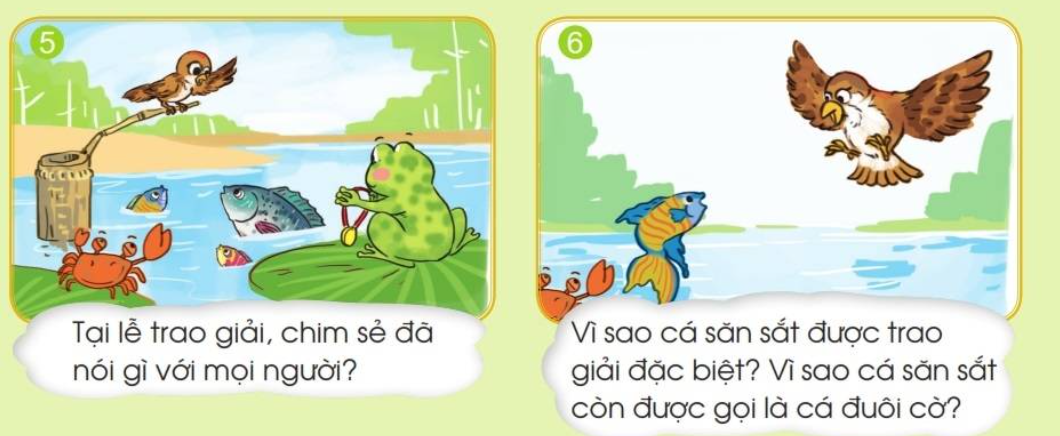 5
Tại lễ trao giải, chim sẻ đã
nói gì với mọi người?
6
Vì sao cá săn sắt được trao
giải đặc biệt? Vì sao cá săn sắt
còn được gọi là cá đuôi cờ?